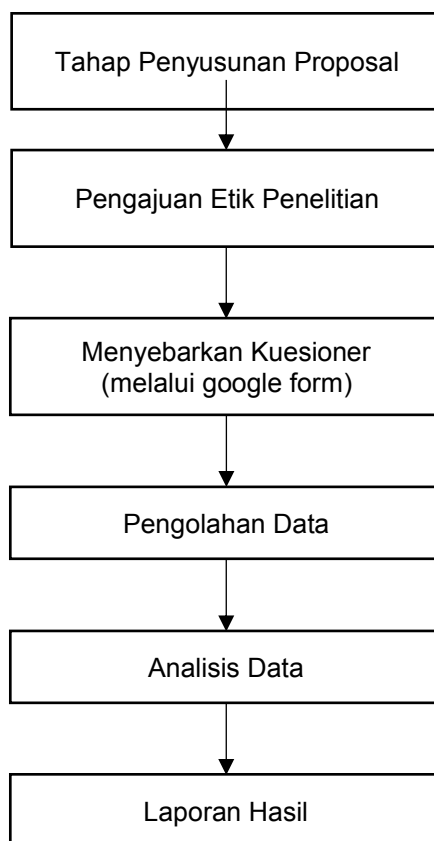 Tahap Penyusunan Proposal
Pengajuan Etik Penelitian
Menyebarkan Kuesioner
(melalui google form)
Pengolahan Data
Analisis Data
Laporan Hasil